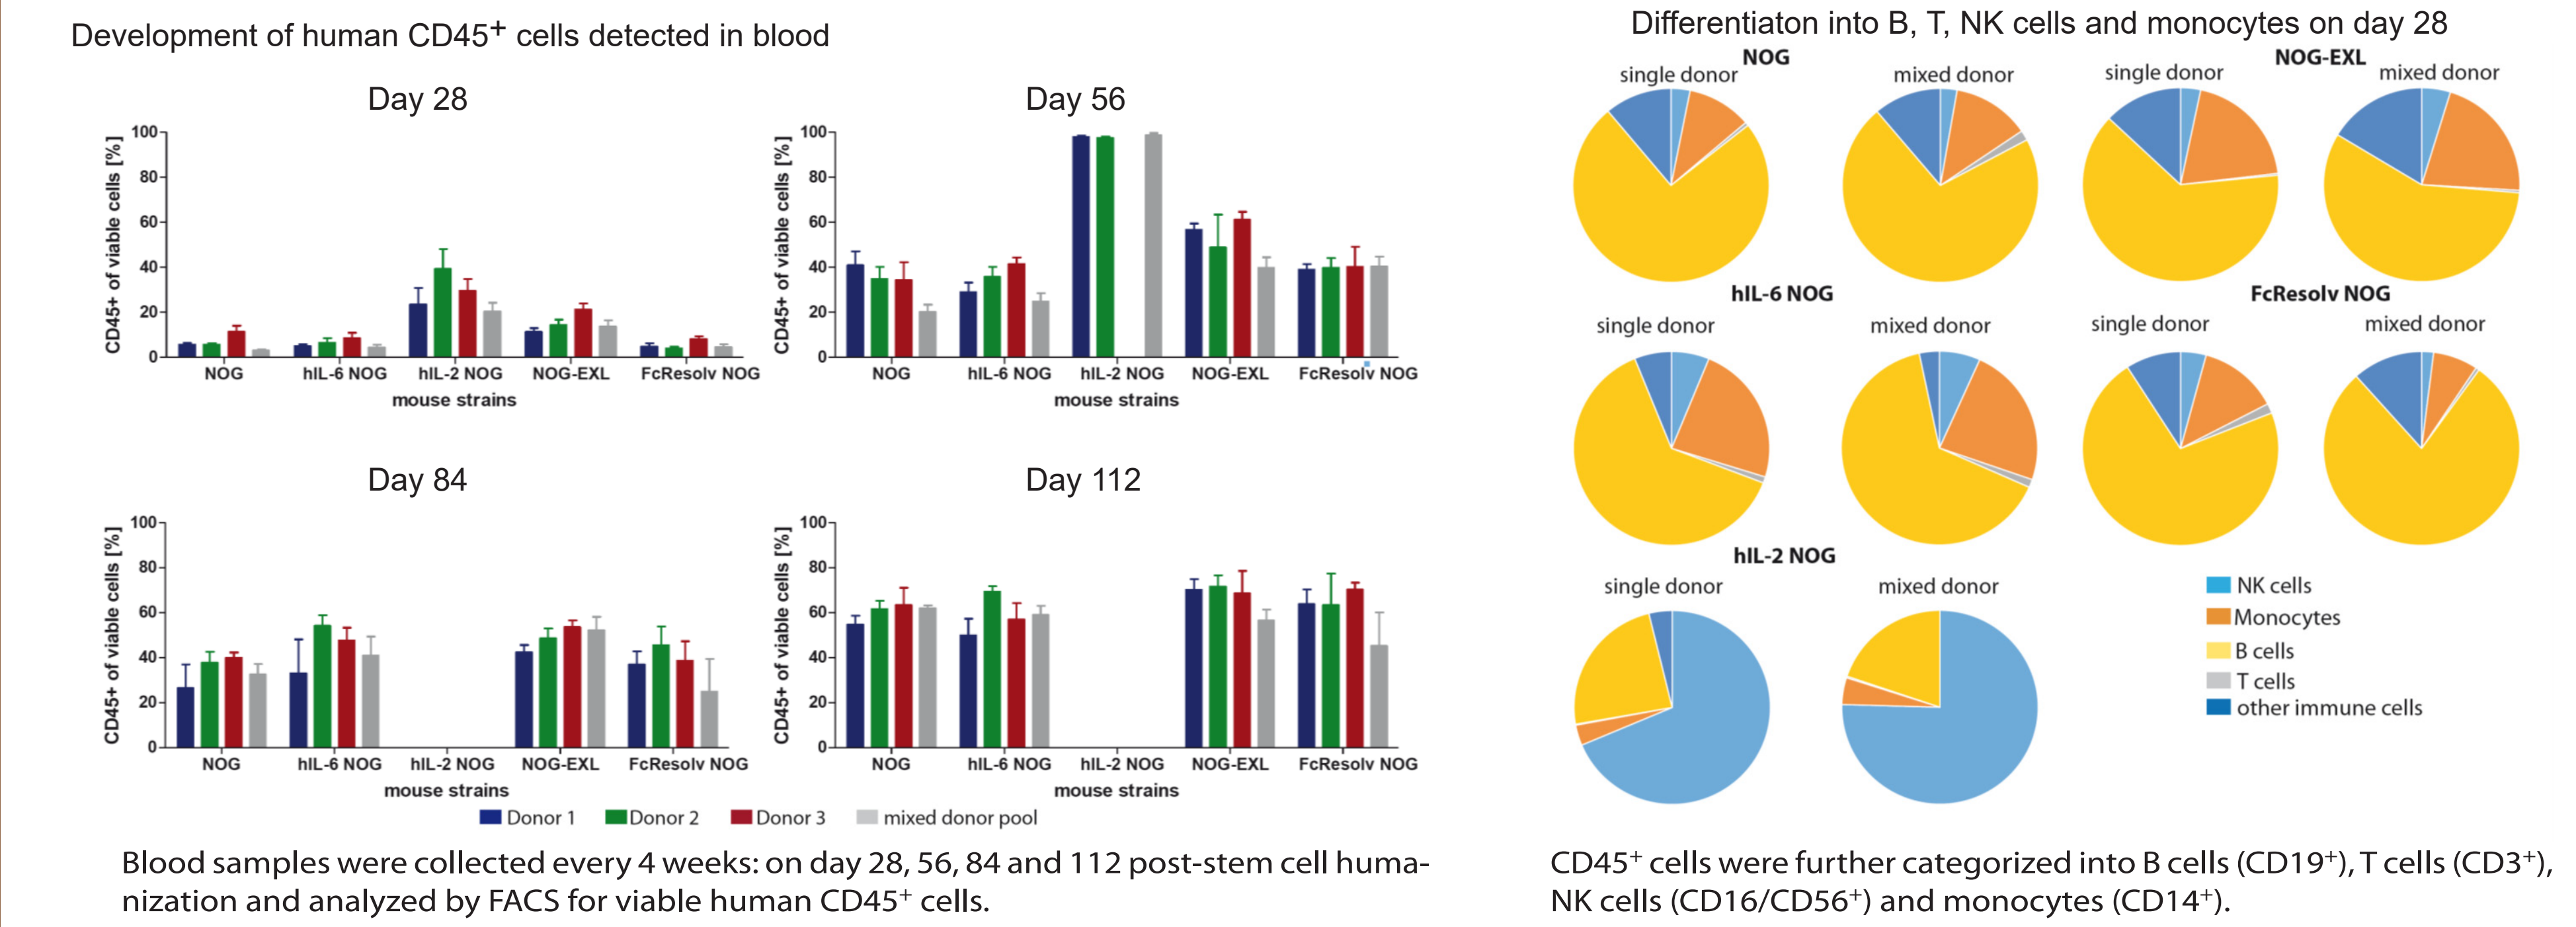 Development of human CD45+ cells detected in blood
Day 28
CD45+ of viable cells [%]
100
80
60
40
20
0
NOG hIL-6 NOG hIL-2 NOG NOG-EXL FcResolv NOG
mouse strains
Day 56
CD45+ of viable cells [%]
100
80
60
40
20
0
NOG hIL-6 NOG hIL-2 NOG NOG-EXL FcResolv NOG
mouse strains
Day 84
CD45+ of viable cells [%]
100
80
60
40
20
0
NOG hIL-6 NOG hIL-2 NOG NOG-EXL FcResolv NOG
mouse strains
Day 112
CD45+ of viable cells [%]
100
80
60
40
20
0
NOG hIL-6 NOG hIL-2 NOG NOG-EXL FcResolv NOG
mouse strains
Donor 1 Donor 2 Donor 3 mixed donor pool
Blood samples were collected every 4 weeks: on day 28, 56, 84 and 112 post-stem cell huma-
nization and analyzed by FACS for viable human CD45+ cells.
Differentiaton into B, T, NK cells and monocytes on day 28
NOG
single donor mixed donor
NOG-EXL
single donor mixed donor
hIL-6 NOG
single donor mixed donor
FcResolv NOG
single donor mixed donor
hIL-2 NOG
single donor mixed donor
NK cells
Monocytes
B cells
T cells
other immune cells
CD45+ cells were further categorized into B cells (CD19+), T cells (CD3+),
NK cells (CD16/CD56+) and monocytes (CD14+).